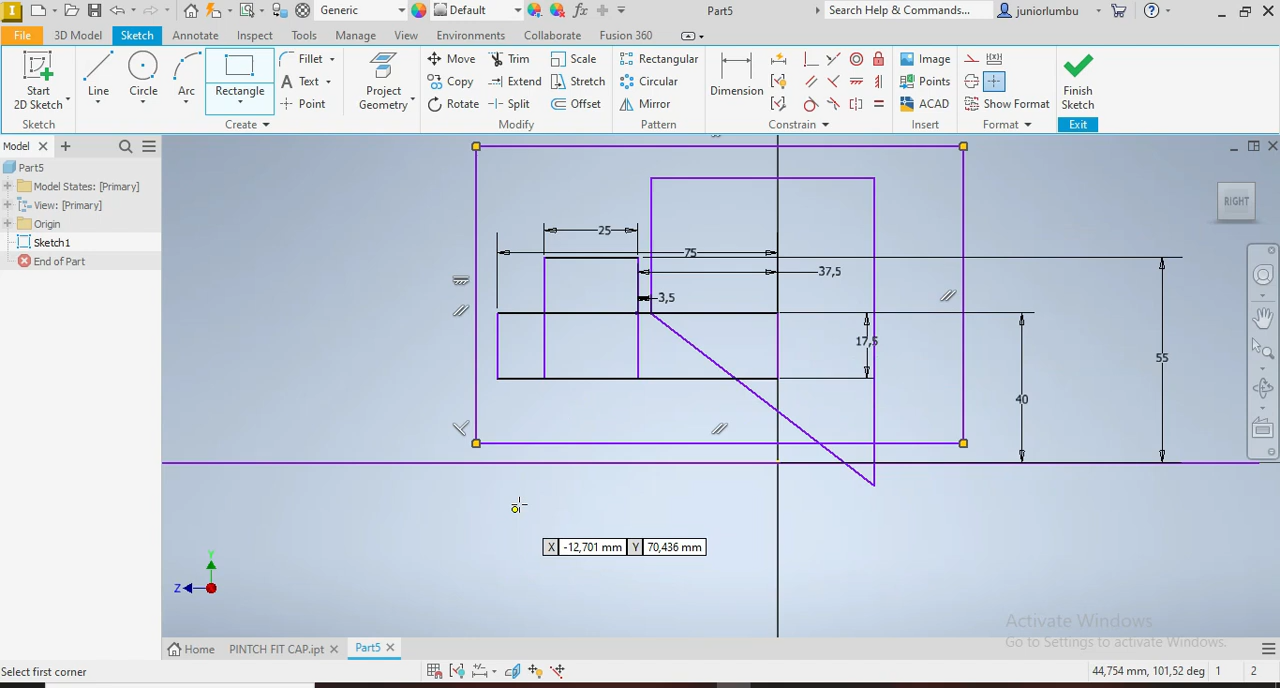 Generic Default fx Part5 Search Help & Commands... juniorlumbu
File 3D Model Sketch Annotate Inspect Tools Manage View Environments Collaborate Fusion 360
Start 2D Sketch Line Circle Arc Rectangle Fillet Text Point Project Geometry Move Copy Rotate Trim Extend Split Scale Stretch Offset Rectangular Circular Mirror Dimension Image Points ACAD Show Format Finish Sketch
Sketch Create Modify Pattern Constrain Insert Format Exit
Model
Part5
Model States: [Primary]
View: [Primary]
Origin
Sketch1
End of Part
RIGHT
25
75
37,5
3,5
17,5
55
40
X -12,701 mm Y 70,436 mm
Y
Z
Activate Windows
Go to Settings to activate Windows.
Home PINTCH FIT CAP.ipt Part5
Select first corner 44,754 mm, 101,52 deg 1 2